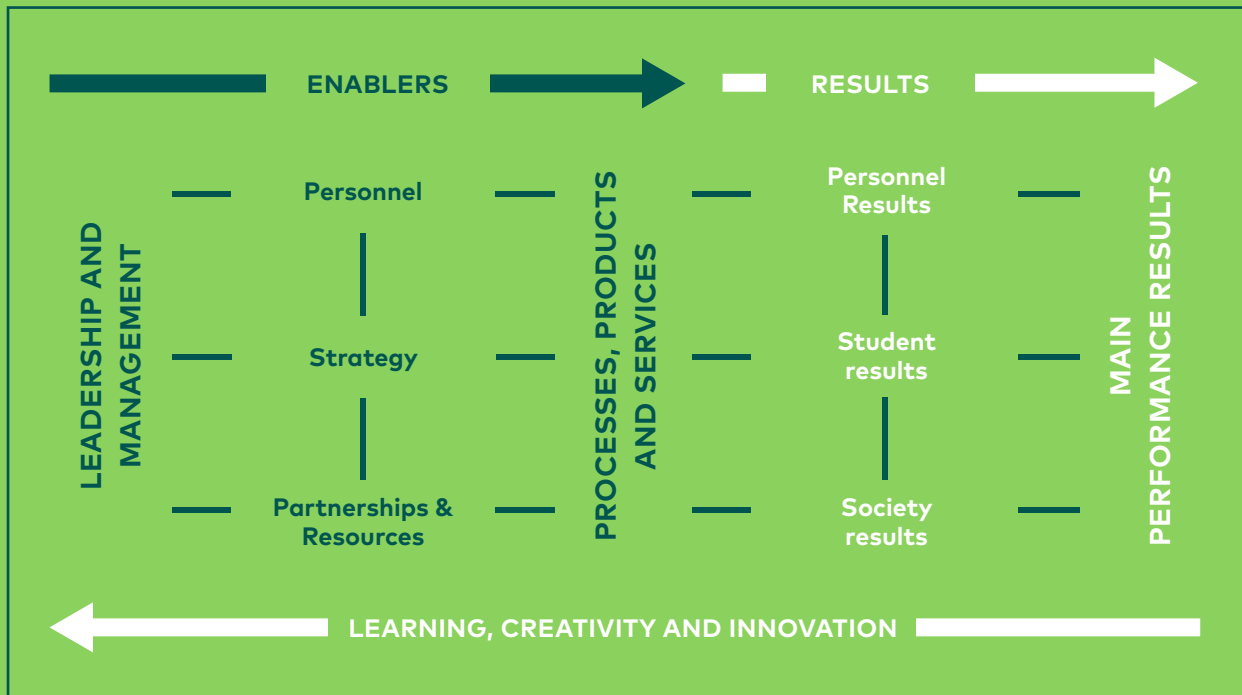 ENABLERS
RESULTS
LEADERSHIP AND
MANAGEMENT
Personnel
Strategy
Partnerships &
Resources
PROCESSES, PRODUCTS
AND SERVICES
Personnel
Results
Student
results
Society
results
MAIN
PERFORMANCE RESULTS
LEARNING, CREATIVITY AND INNOVATION